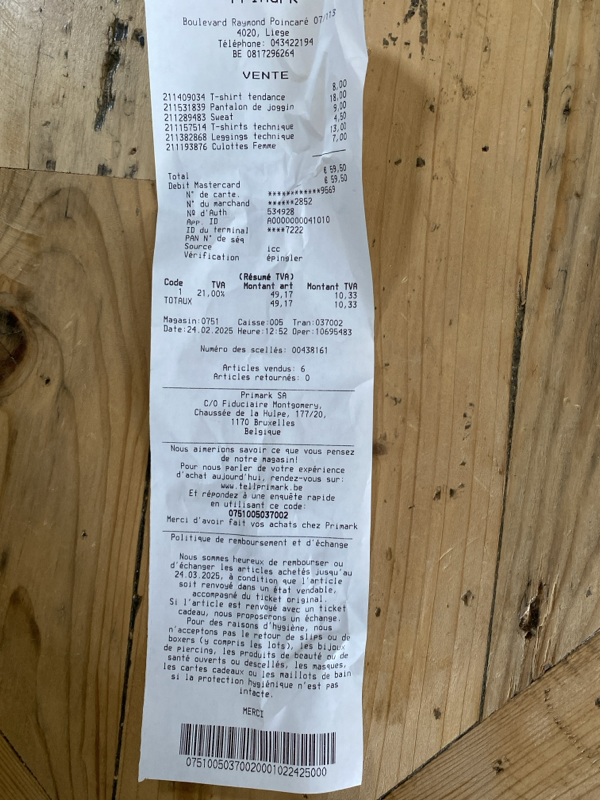 Primark
Boulevard Raymond Poincaré 07/113
4020, Liege
Téléphone: 043422194
BE 0817296264
VENTE
211409034 T-shirt tendance 8,00
211531839 Pantalon de joggin 18,00
211289483 Sweat 9,00
211157514 T-shirts technique 4,50
211382868 Leggings technique 13,00
211193876 Culottes Femme 7,00
Total € 59,50
Debit Mastercard € 59,50
N° de carte. ************9569
N° du marchand ******2852
Nº d'Auth 534928
App. ID A0000000041010
ID du terminal ****7222
PAN N° de séq
Source icc
Vérification épingler
(Résumé TVA)
Code TVA Montant art Montant TVA
1 21,00% 49,17 10,33
TOTAUX 49,17 10,33
Magasin:0751 Caisse:005 Tran:037002
Date:24.02.2025 Heure:12:52 Oper:10695483
Numéro des scellés: 00438161
Articles vendus: 6
Articles retournés: 0
Primark SA
C/O Fiduciaire Montgomery,
Chaussée de la Hulpe, 177/20,
1170 Bruxelles
Belgique
Nous aimerions savoir ce que vous pensez
de notre magasin!
Pour nous parler de votre expérience
d'achat aujourd'hui, rendez-vous sur:
www.tellprimark.be
Et répondez à une enquête rapide
en utilisant ce code:
0751005037002
Merci d'avoir fait vos achats chez Primark
Politique de remboursement et d'échange
Nous sommes heureux de rembourser ou
d'échanger les articles achetés jusqu'au
24.03.2025, à condition que l'article
soit renvoyé dans un état vendable,
accompagné du ticket original.
Si l'article est renvoyé avec un ticket
cadeau, nous proposerons un échange.
Pour des raisons d'hygiène, nous
n'acceptons pas le retour de slips ou de
boxers (y compris les lots), les bijoux
de piercing, les produits de beauté ou de
santé ouverts ou descellés, les masques,
les cartes cadeaux ou les maillots de bain
si la protection hygiénique n'est pas
intacte.
MERCI
07510050370020001022425000